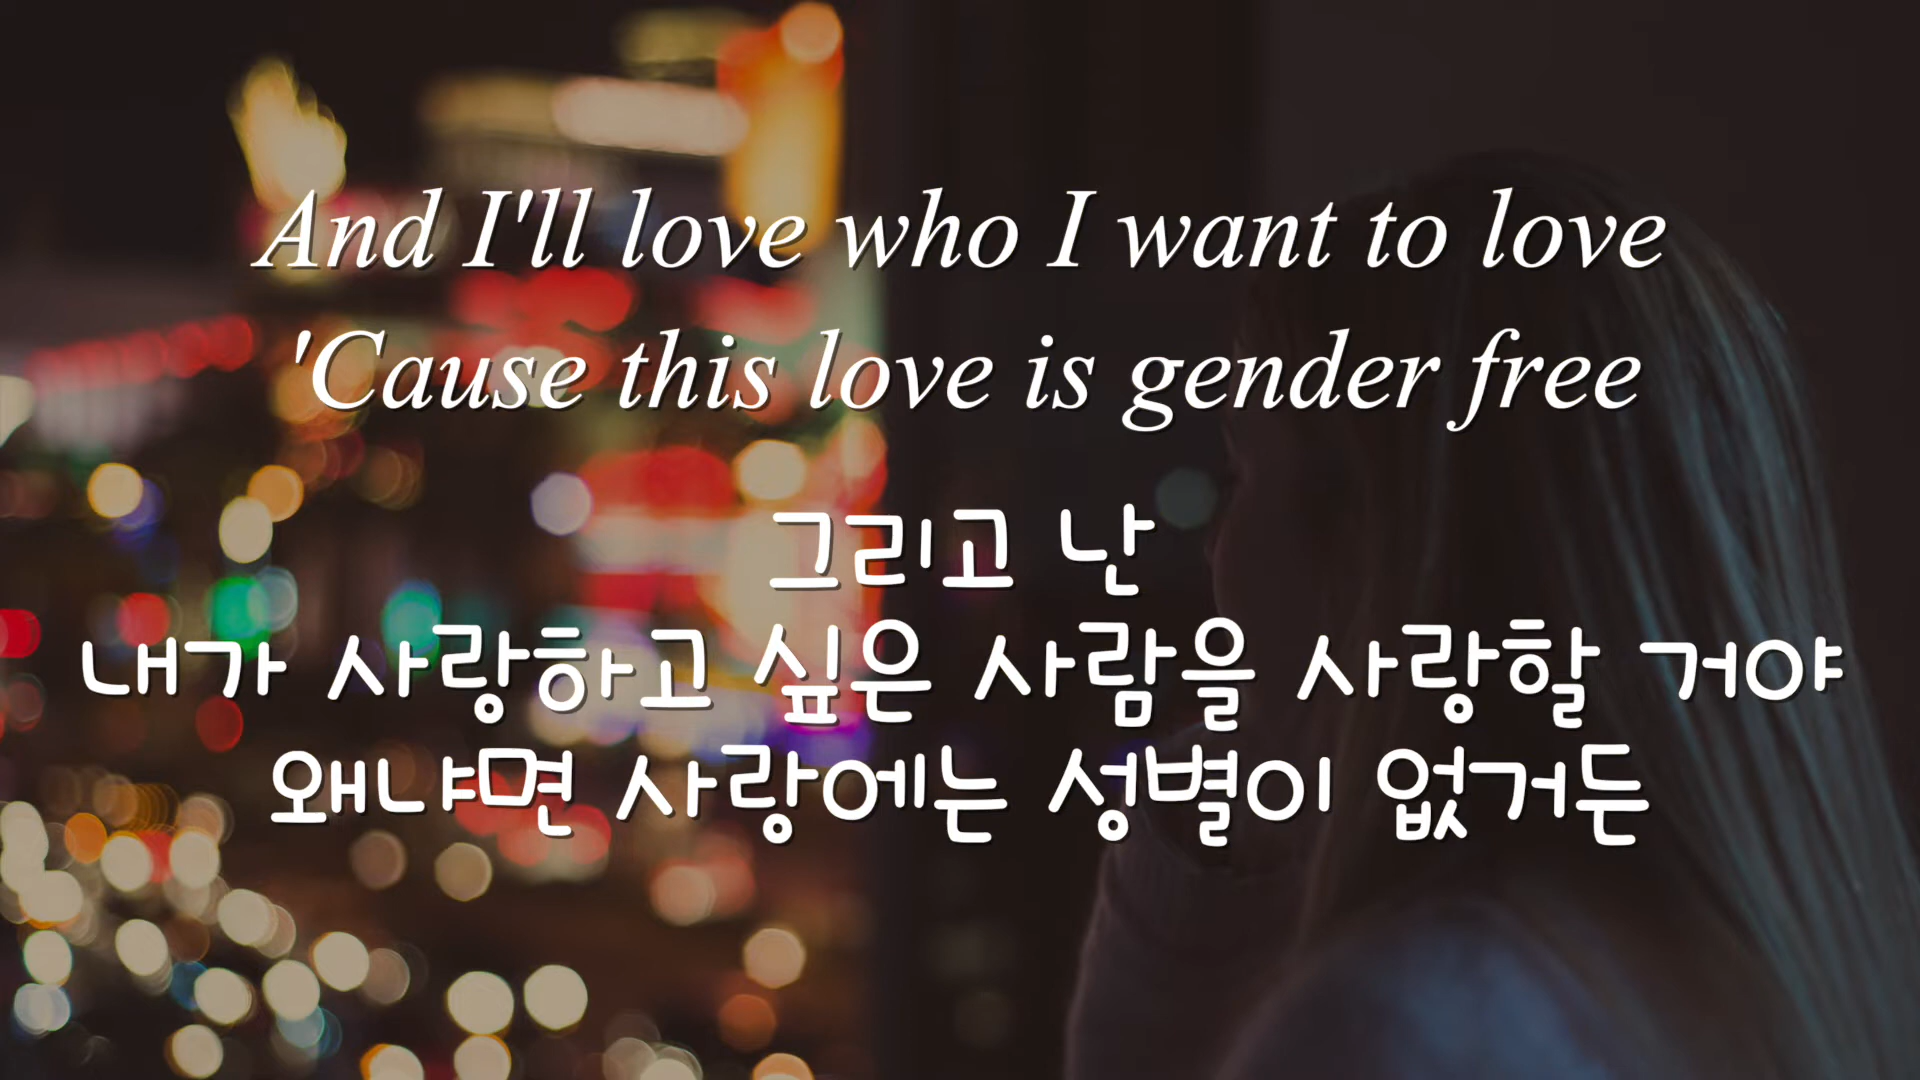 And I'll love who I want to love
'Cause this love is gender free
그리고 난
내가 사랑하고 싶은 사람을 사랑할 거야
왜냐면 사랑에는 성별이 없거든